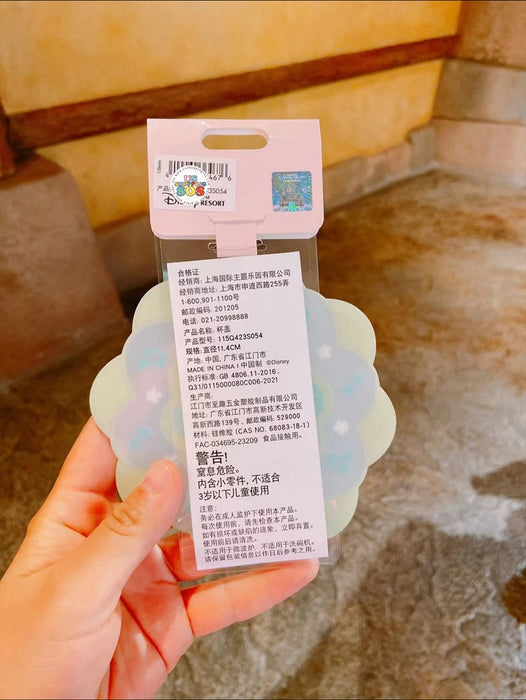 ©Disney
467 6
产品
3S054
SOS
Disney RESORT
合格证
经销商: 上海国际主题乐园有限公司
经销商地址: 上海市申迪西路255弄
1-600.901-1100号
邮政编码: 201205
电话: 021-20998888
产品名称: 杯盖
产品型号: 115Q423S054
规格: 直径11.4CM
产地: 中国, 广东省江门市
MADE IN CHINA | 中国制 ©Disney
执行标准: GB 4806.11-2016 ,
Q31/0115000080C006-2021
生产商:
江门市至趣五金塑胶制品有限公司
地址: 广东省江门市高新技术开发区
高新西路139号 , 邮政编码: 529000
材料: 硅橡胶 (CAS NO. 68083-18-1)
FAC-034695-23209 食品接触用。
警告!
窒息危险。
内含小零件, 不适合
3岁以下儿童使用
注意:
务必在成人监护下使用本产品。
每次使用前, 请先检查本产品。
如有损坏或缺陷的迹象、立即弃置。
使用前后请清洗。
不适用于微波炉. 不适用于洗碗机。
请保留包装信息以作日后参考之用。